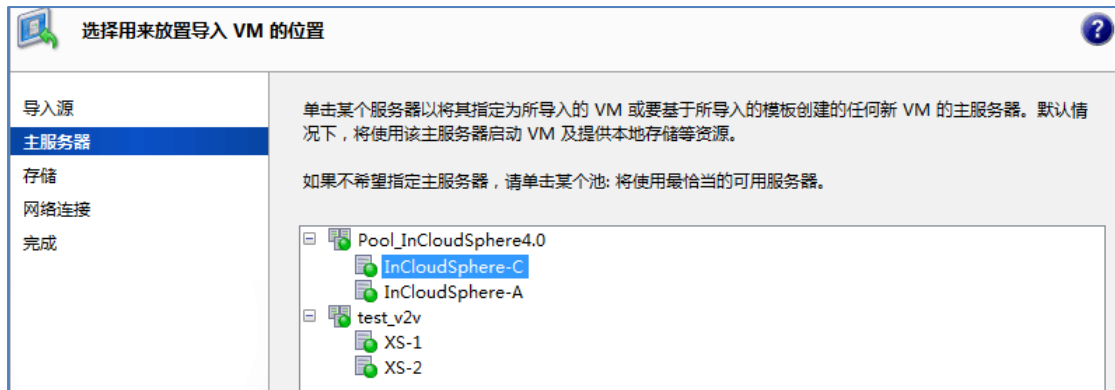 选择用来放置导入 VM 的位置
?
导入源
主服务器
存储
网络连接
完成
单击某个服务器以将其指定为所导入的 VM 或要基于所导入的模板创建的任何新 VM 的主服务器。默认情
况下，将使用该主服务器启动 VM 及提供本地存储等资源。
如果不希望指定主服务器，请单击某个池: 将使用最恰当的可用服务器。
Pool_InCloudSphere4.0
InCloudSphere-C
InCloudSphere-A
test_v2v
XS-1
XS-2